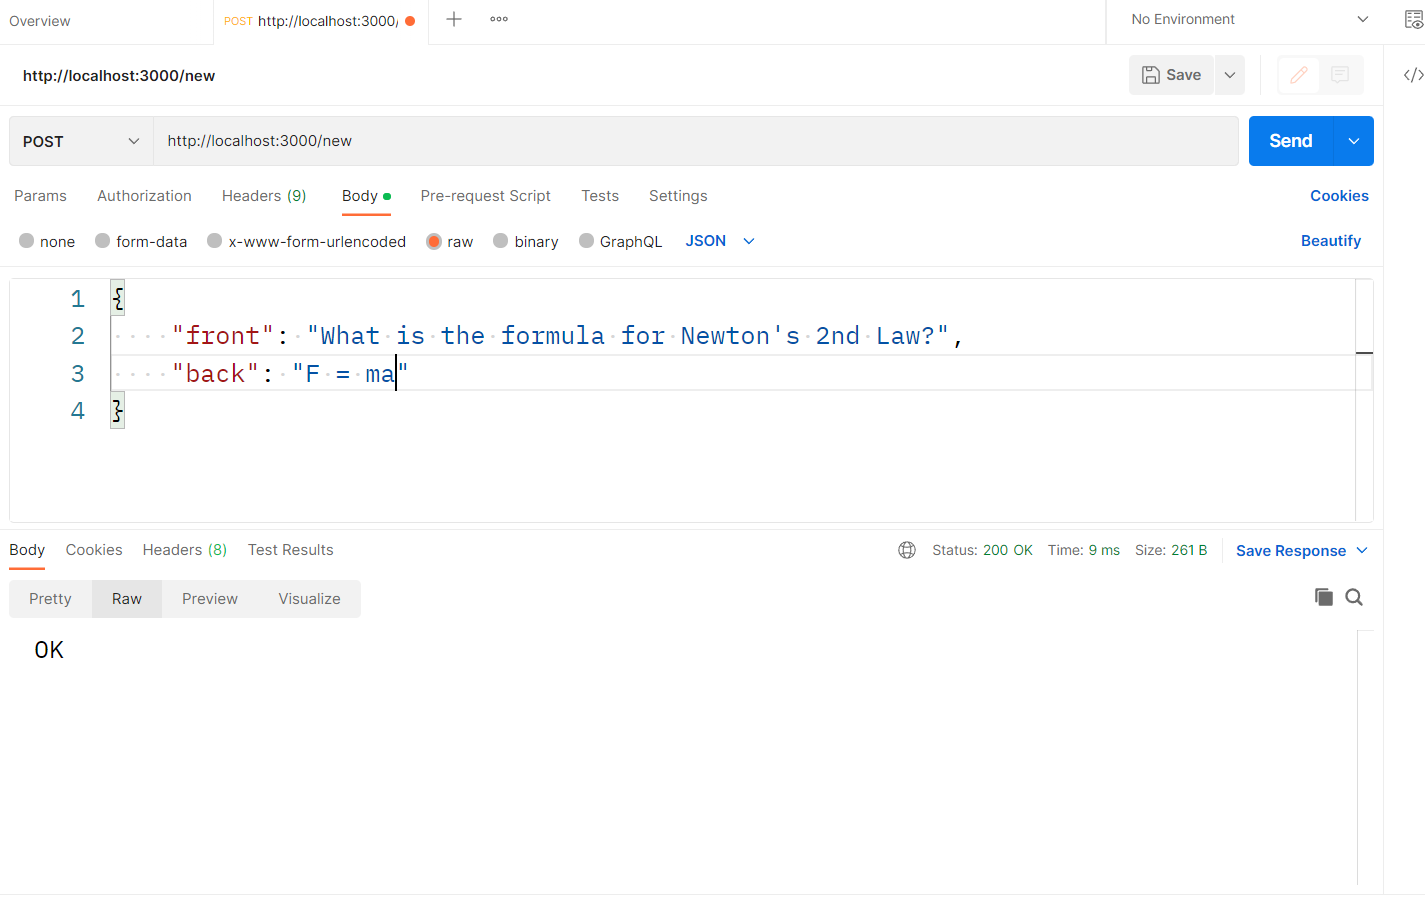 Overview
POST http://localhost:3000/
No Environment
http://localhost:3000/new
Save
POST
http://localhost:3000/new
Send
Params Authorization Headers (9) Body Pre-request Script Tests Settings Cookies
none form-data x-www-form-urlencoded raw binary GraphQL JSON Beautify
1 {
2 "front": "What is the formula for Newton's 2nd Law?",
3 "back": "F = ma"
4 }
Body Cookies Headers (8) Test Results Status: 200 OK Time: 9 ms Size: 261 B Save Response
Pretty Raw Preview Visualize
OK